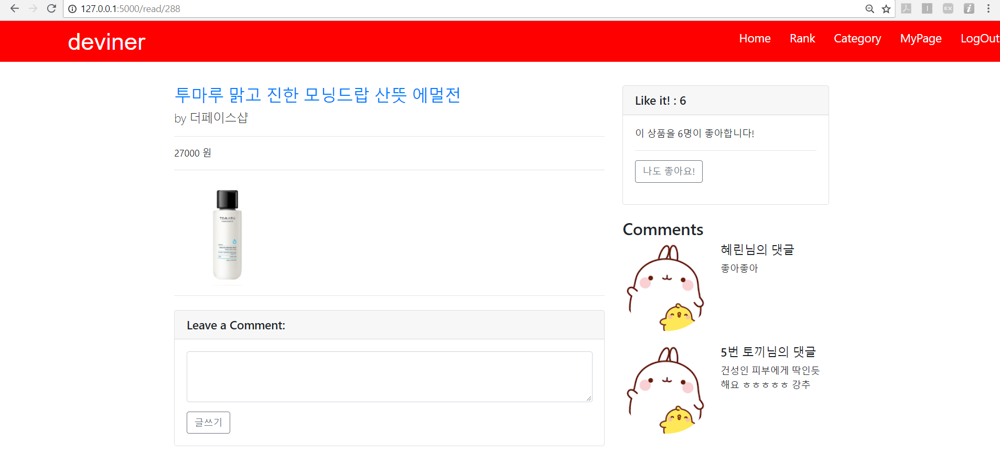 127.0.0.1:5000/read/288
deviner
Home Rank Category MyPage LogOut
투마루 맑고 진한 모닝드랍 산뜻 에멀전
by 더페이스샵
27000 원
TOMARU
Leave a Comment:
글쓰기
Like it! : 6
이 상품을 6명이 좋아합니다!
나도 좋아요!
Comments
혜린님의 댓글
좋아좋아
5번 토끼님의 댓글
건성인 피부에게 딱인듯
해요 ㅎㅎㅎㅎㅎ 강추